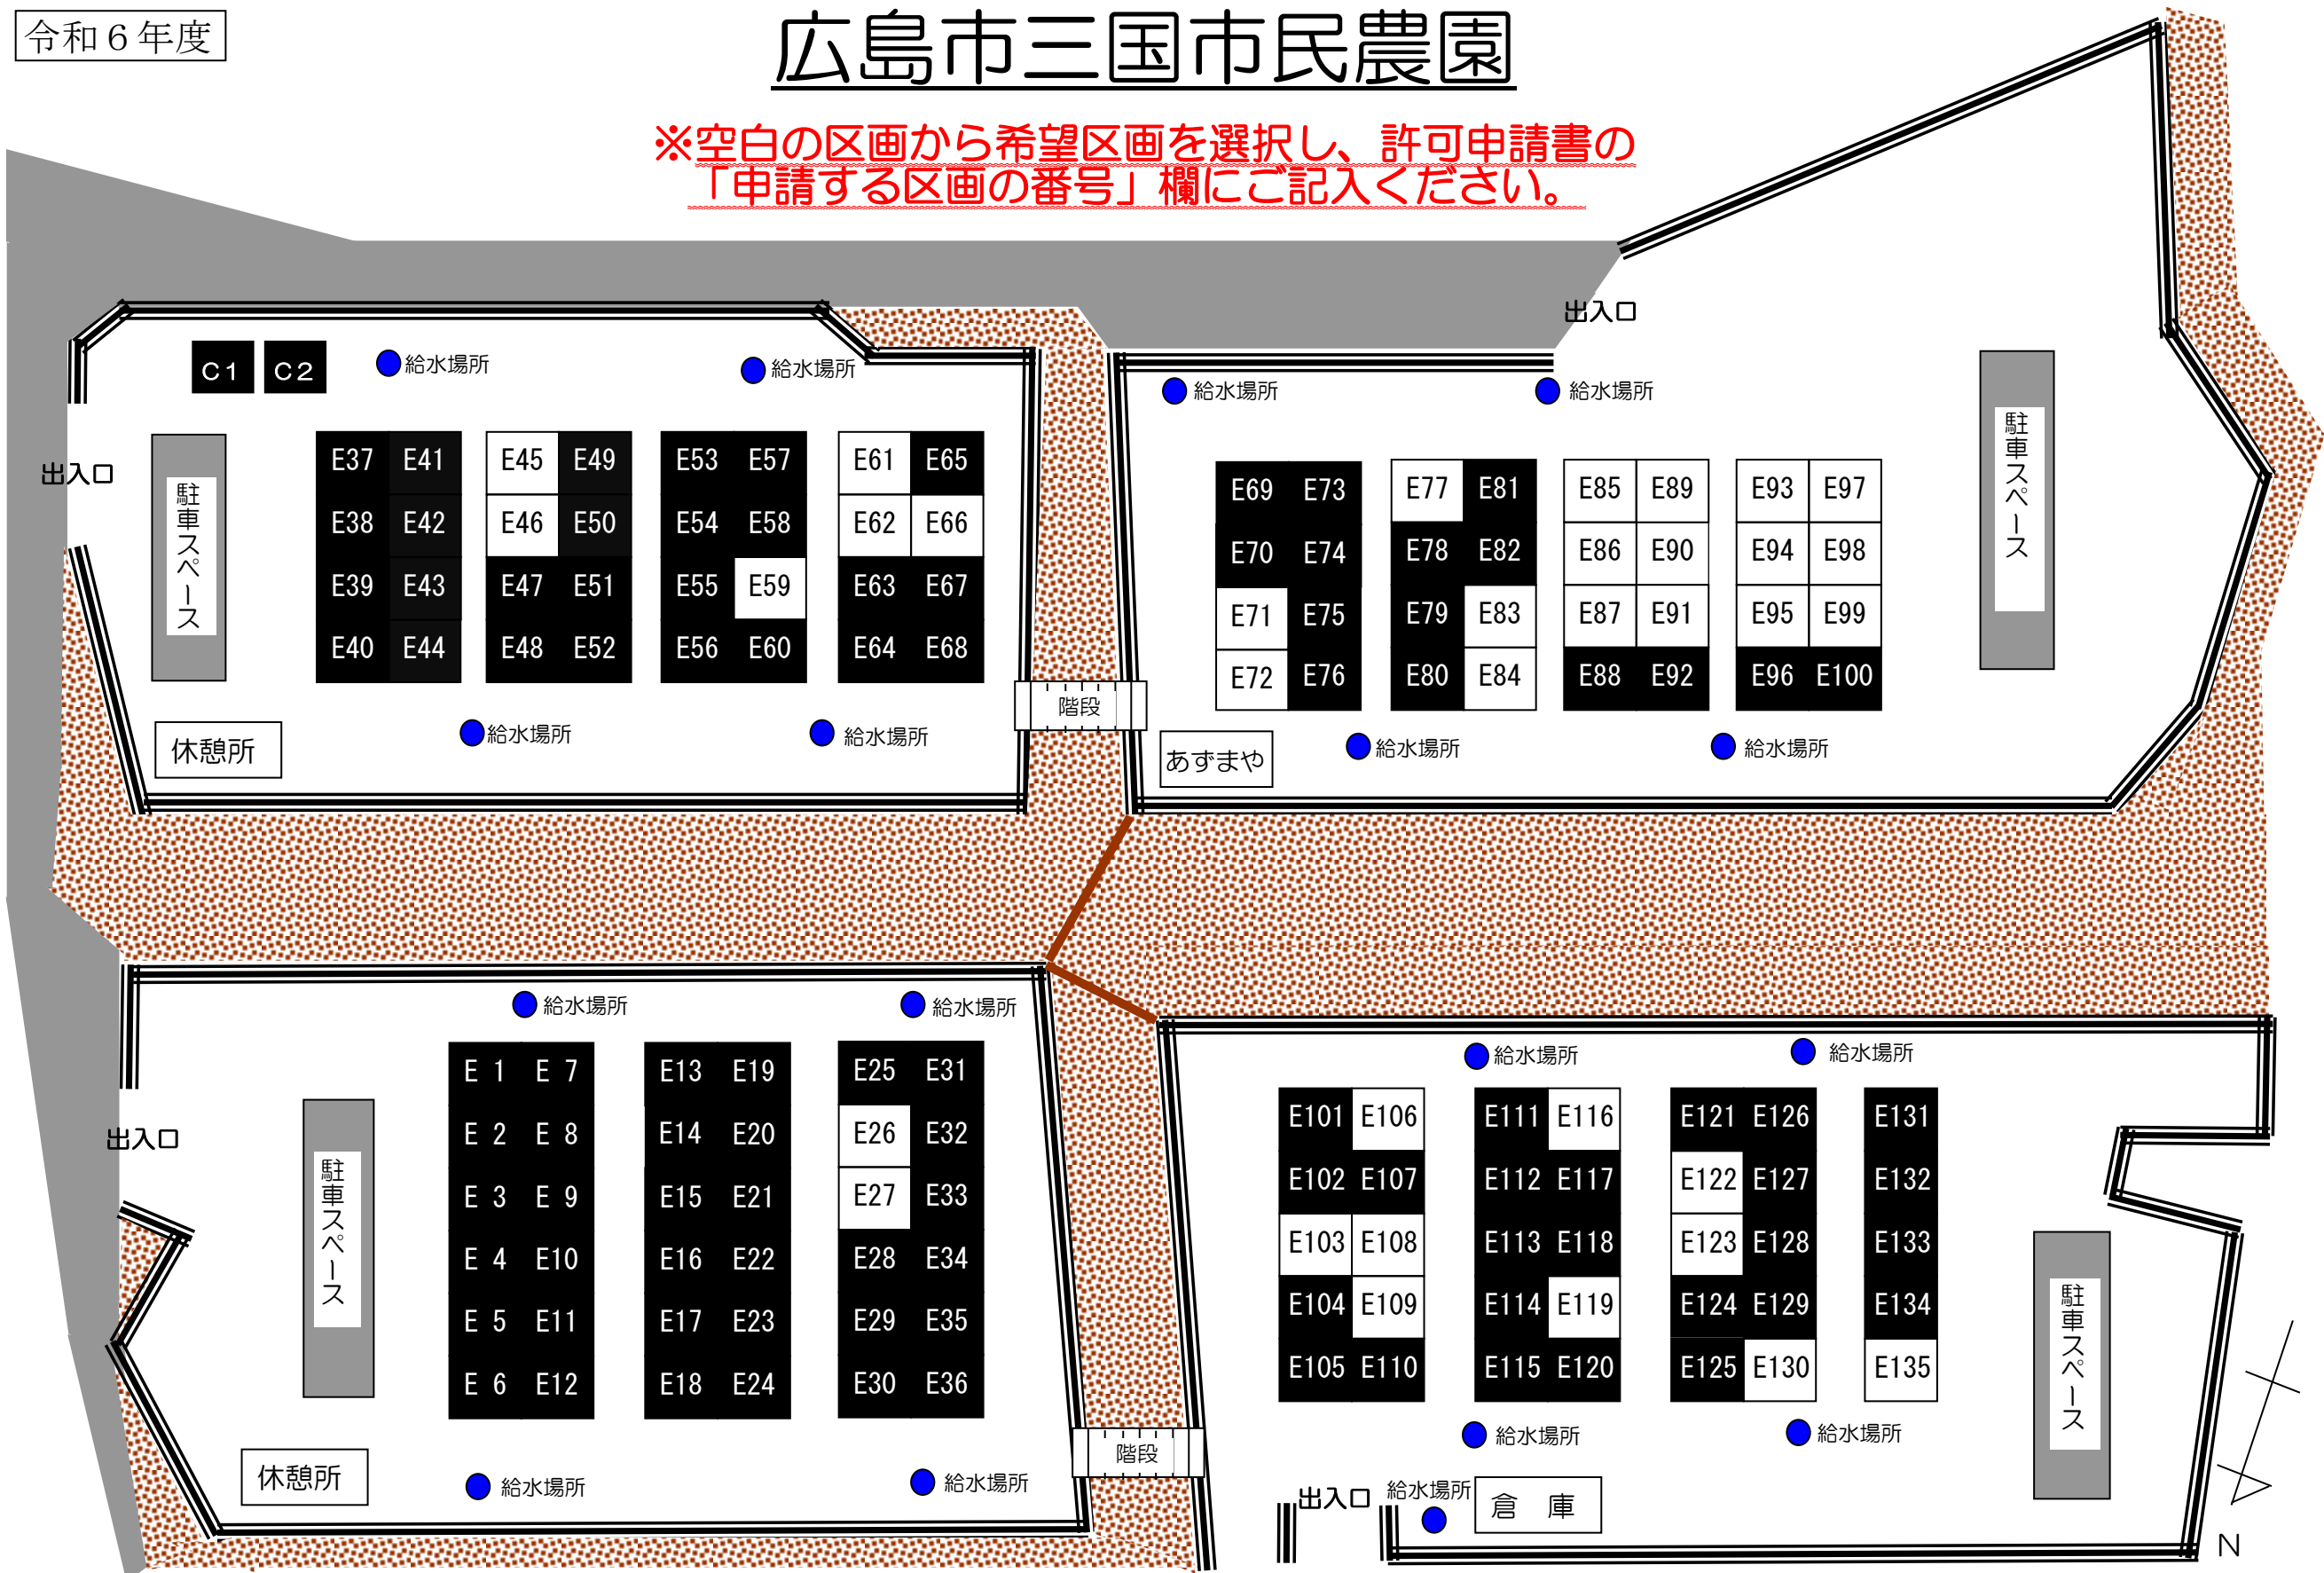 令和６年度
広島市三国市民農園
※空白の区画から希望区画を選択し、許可申請書の
「申請する区画の番号」欄にご記入ください。
C1 C2
給水場所
給水場所
出入口
駐車スペース
E37 E41 E45 E49 E53 E57 E61 E65
E38 E42 E46 E50 E54 E58 E62 E66
E39 E43 E47 E51 E55 E59 E63 E67
E40 E44 E48 E52 E56 E60 E64 E68
休憩所
給水場所
給水場所
階段
出入口
給水場所
給水場所
駐車スペース
E69 E73 E77 E81 E85 E89 E93 E97
E70 E74 E78 E82 E86 E90 E94 E98
E71 E75 E79 E83 E87 E91 E95 E99
E72 E76 E80 E84 E88 E92 E96 E100
あずまや
給水場所
給水場所
給水場所
給水場所
出入口
駐車スペース
E 1 E 7 E13 E19 E25 E31
E 2 E 8 E14 E20 E26 E32
E 3 E 9 E15 E21 E27 E33
E 4 E10 E16 E22 E28 E34
E 5 E11 E17 E23 E29 E35
E 6 E12 E18 E24 E30 E36
休憩所
給水場所
給水場所
階段
給水場所
給水場所
E101 E106 E111 E116 E121 E126 E131
E102 E107 E112 E117 E122 E127 E132
E103 E108 E113 E118 E123 E128 E133
E104 E109 E114 E119 E124 E129 E134
E105 E110 E115 E120 E125 E130 E135
駐車スペース
給水場所
給水場所
出入口
給水場所
倉 庫
N